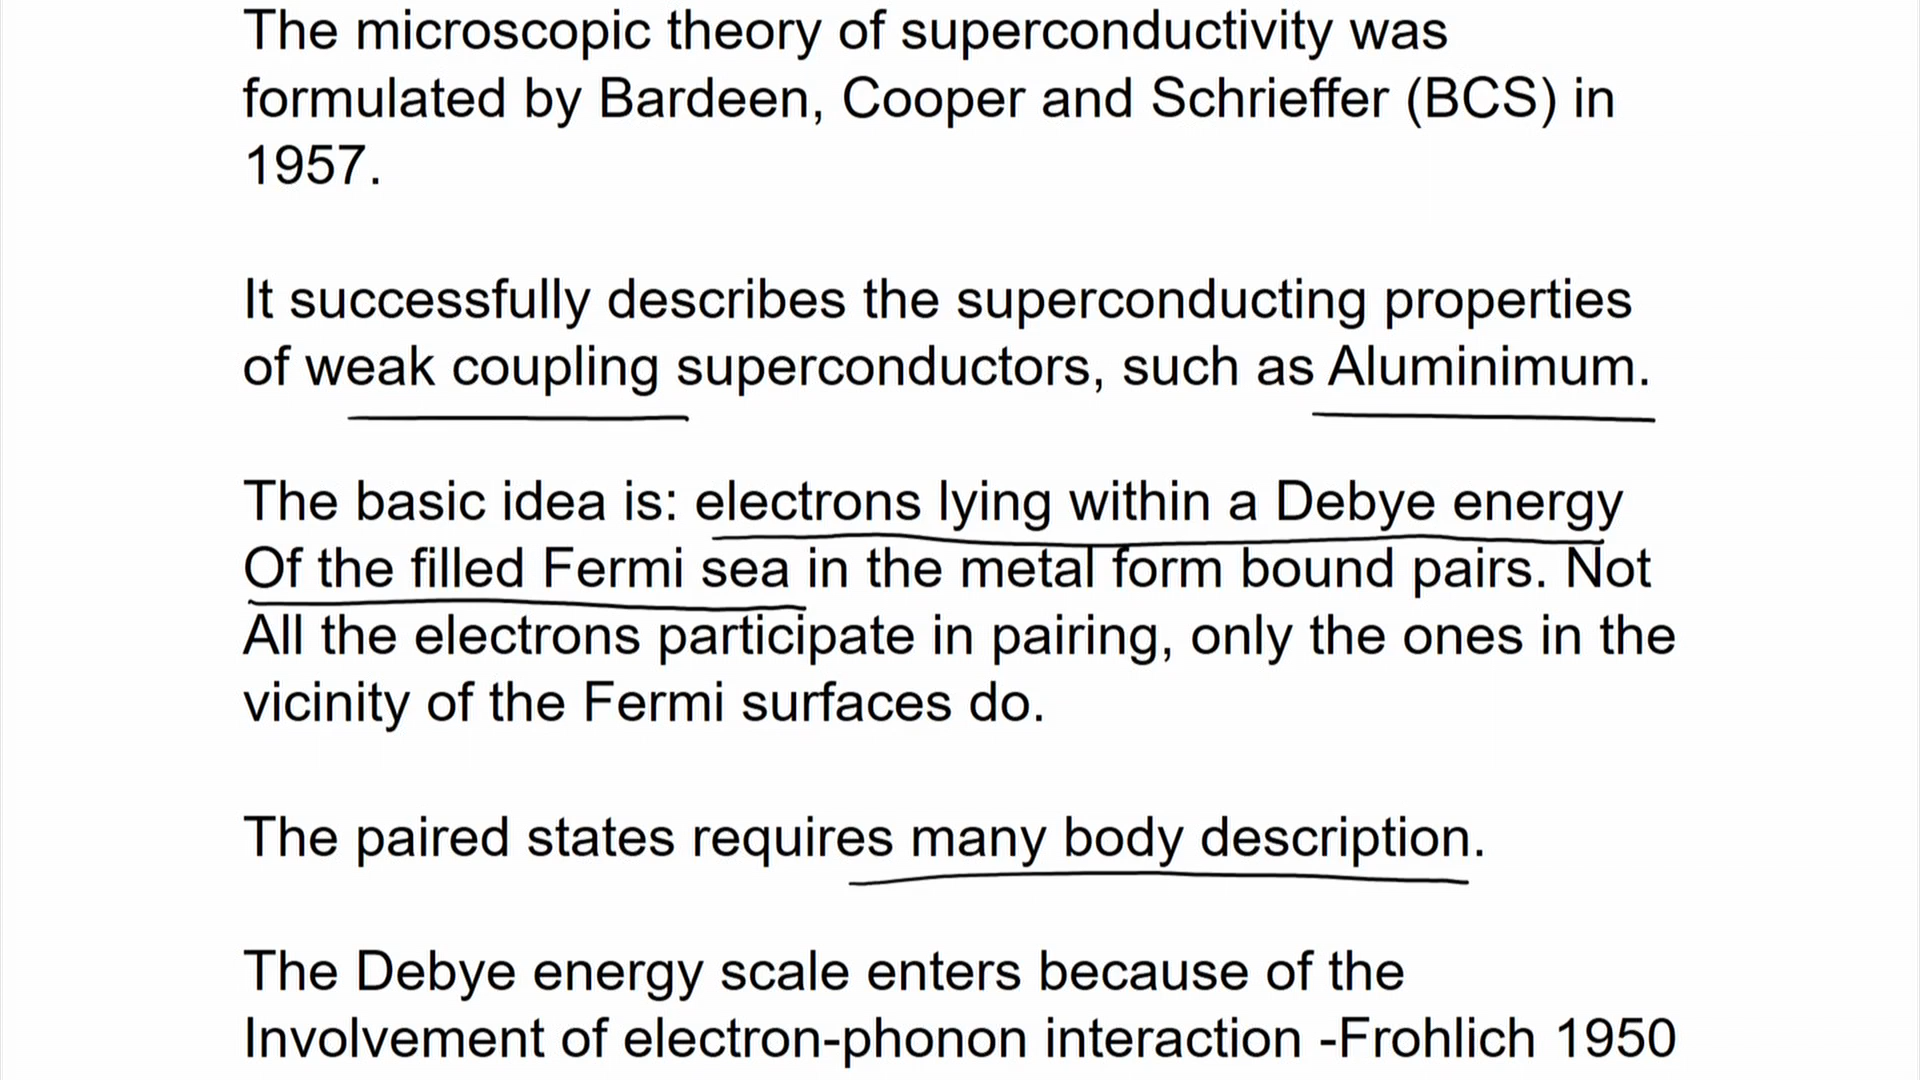 The microscopic theory of superconductivity was
formulated by Bardeen, Cooper and Schrieffer (BCS) in
1957.
It successfully describes the superconducting properties
of weak coupling superconductors, such as Aluminimum.
The basic idea is: electrons lying within a Debye energy
Of the filled Fermi sea in the metal form bound pairs. Not
All the electrons participate in pairing, only the ones in the
vicinity of the Fermi surfaces do.
The paired states requires many body description.
The Debye energy scale enters because of the
Involvement of electron-phonon interaction -Frohlich 1950